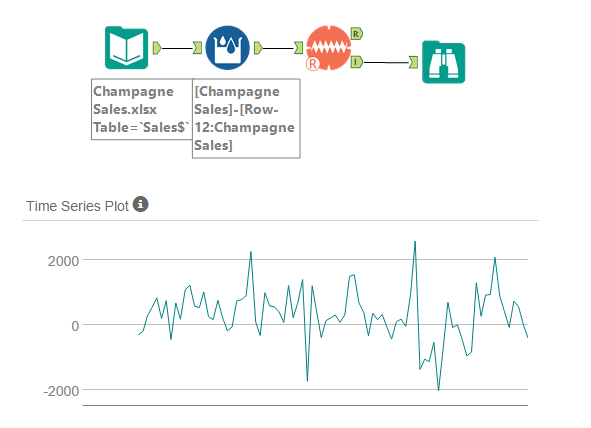 R
R
I
Champagne
Sales.xlsx
Table=`Sales$`
[Champagne
Sales]-[Row-
12:Champagne
Sales]
Time Series Plot i
2000
0
-2000